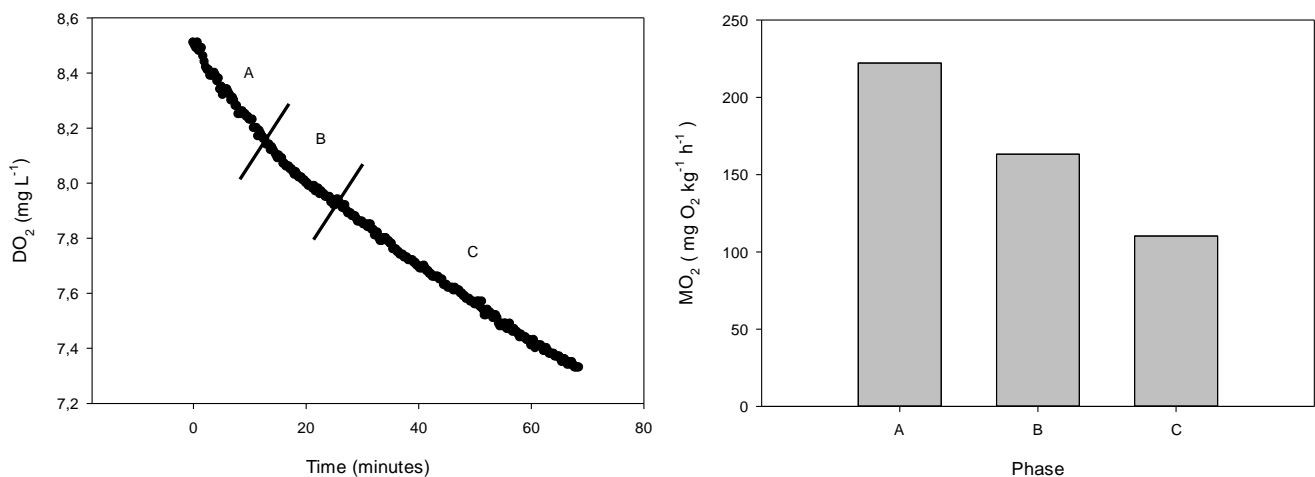 8,6
8,4
8,2
8,0
7,8
7,6
7,4
7,2
DO2 (mg L-1)
A
B
C
0 20 40 60 80
Time (minutes)
250
200
150
100
50
0
MO2 ( mg O2 kg-1 h-1)
A B C
Phase